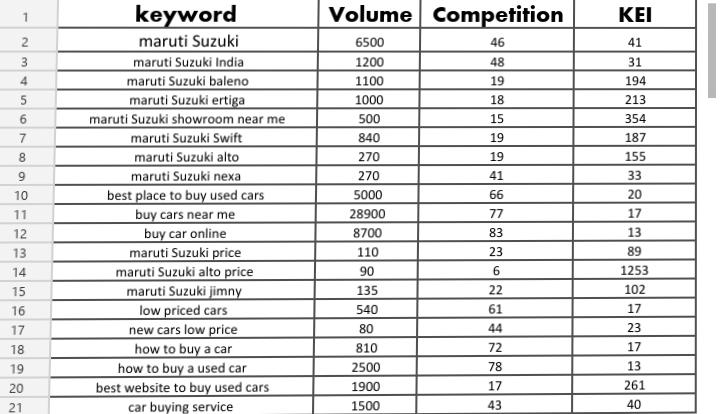 1 keyword Volume Competition KEI
2 maruti Suzuki 6500 46 41
3 maruti Suzuki India 1200 48 31
4 maruti Suzuki baleno 1100 19 194
5 maruti Suzuki ertiga 1000 18 213
6 maruti Suzuki showroom near me 500 15 354
7 maruti Suzuki Swift 840 19 187
8 maruti Suzuki alto 270 19 155
9 maruti Suzuki nexa 270 41 33
10 best place to buy used cars 5000 66 20
11 buy cars near me 28900 77 17
12 buy car online 8700 83 13
13 maruti Suzuki price 110 23 89
14 maruti Suzuki alto price 90 6 1253
15 maruti Suzuki jimny 135 22 102
16 low priced cars 540 61 17
17 new cars low price 80 44 23
18 how to buy a car 810 72 17
19 how to buy a used car 2500 78 13
20 best website to buy used cars 1900 17 261
21 car buying service 1500 43 40